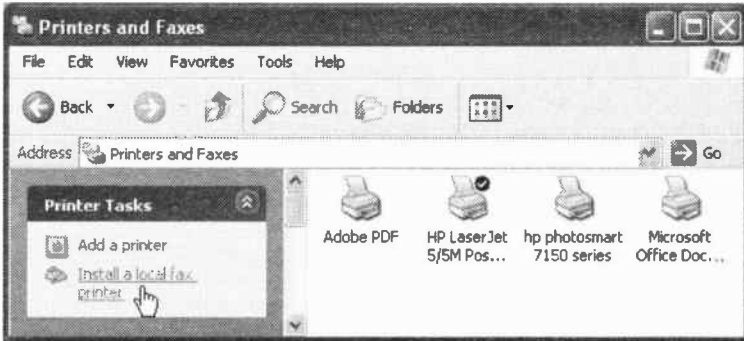 Printers and Faxes
File Edit View Favorites Tools Help
Back Search Folders
Address Printers and Faxes Go
Printer Tasks
Add a printer
Install a local fax
printer
Adobe PDF
HP LaserJet
5/5M Pos...
hp photosmart
7150 series
Microsoft
Office Doc...